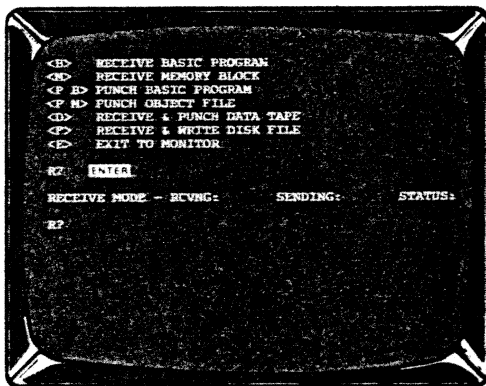 <B> RECEIVE BASIC PROGRAM
<M> RECEIVE MEMORY BLOCK
<P B> PUNCH BASIC PROGRAM
<P M> PUNCH OBJECT FILE
<D> RECEIVE & PUNCH DATA TAPE
<F> RECEIVE & WRITE DISK FILE
<E> EXIT TO MONITOR
R? ENTER
RECEIVE MODE - RCVNG: SENDING: STATUS:
R?